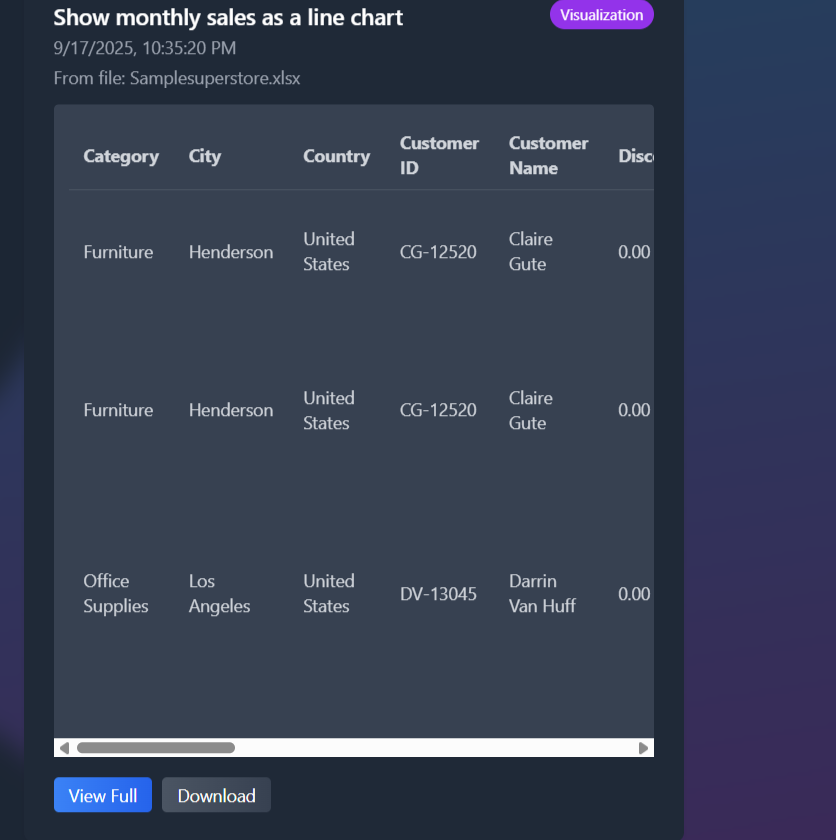 Show monthly sales as a line chart
Visualization
9/17/2025, 10:35:20 PM
From file: Samplesuperstore.xlsx
Category City Country Customer ID Customer Name Disc
Furniture Henderson United States CG-12520 Claire Gute 0.00
Furniture Henderson United States CG-12520 Claire Gute 0.00
Office Supplies Los Angeles United States DV-13045 Darrin Van Huff 0.00
View Full Download